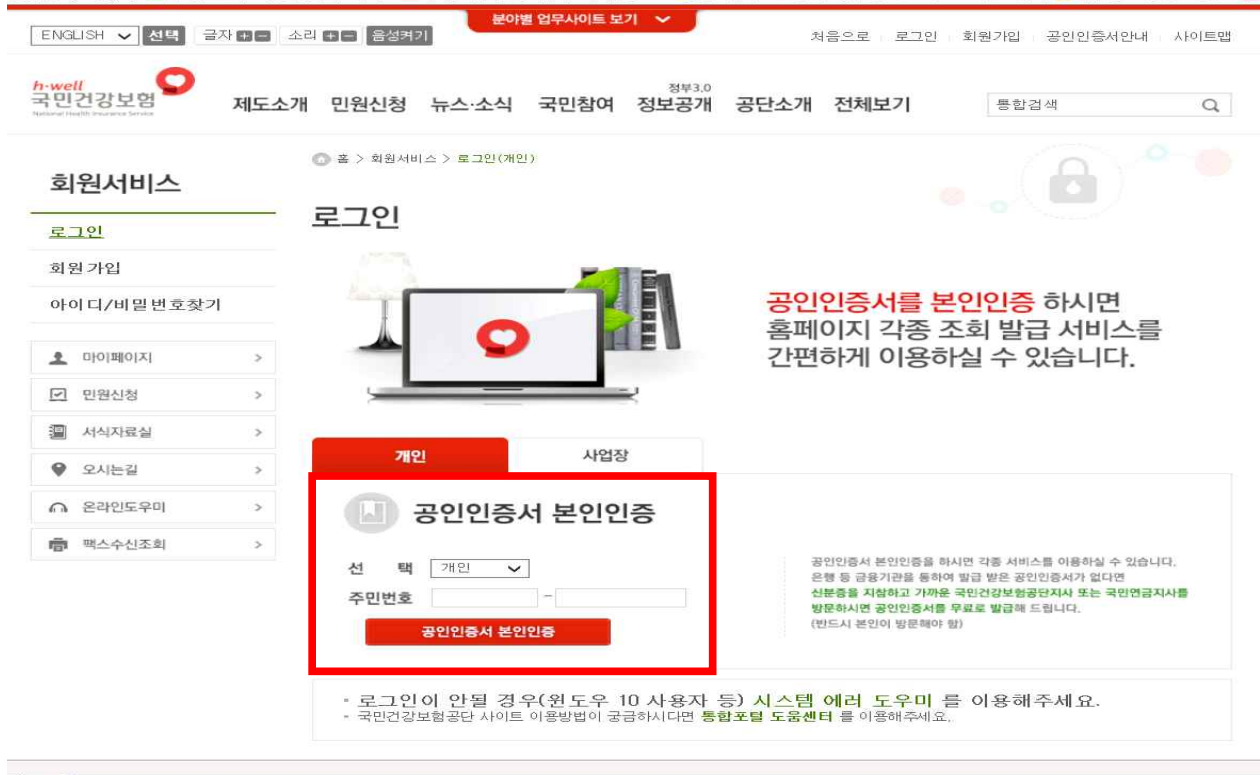 분야별 업무사이트 보기
ENGLISH 선택 글자 소리 음성켜기 처음으로 로그인 회원가입 공인인증서안내 사이트맵
h·well
국민건강보험
National Health Insurance Service
제도소개 민원신청 뉴스·소식 국민참여 정부3.0 정보공개 공단소개 전체보기 통합검색
홈 > 회원서비스 > 로그인(개인)
회원서비스
로그인
회원가입
아이디/비밀번호찾기
마이페이지 >
민원신청 >
서식자료실 >
오시는길 >
온라인도우미 >
팩스수신조회 >
로그인
공인인증서를 본인인증 하시면
홈페이지 각종 조회 발급 서비스를
간편하게 이용하실 수 있습니다.
개인 사업장
공인인증서 본인인증
선 택 개인
주민번호 -
공인인증서 본인인증
공인인증서 본인인증을 하시면 각종 서비스를 이용하실 수 있습니다.
은행 등 금융기관을 통하여 발급 받은 공인인증서가 없다면
신분증을 지참하고 가까운 국민건강보험공단지사 또는 국민연금지사를
방문하시면 공인인증서를 무료로 발급해 드립니다.
(반드시 본인이 방문해야 함)
- 로그인이 안될 경우(윈도우 10 사용자 등) 시스템 에러 도우미 를 이용해주세요.
- 국민건강보험공단 사이트 이용방법이 궁금하시다면 통합포털 도움센터 를 이용해주세요.